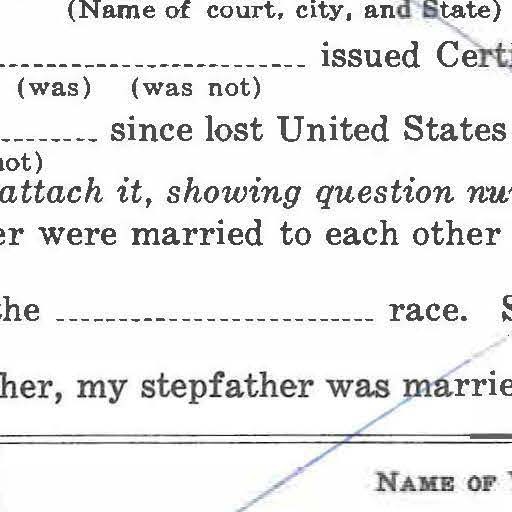 (Name of court, city, and State)
issued Certi
(was) (was not)
since lost United States
not)
attach it, showing question nu
er were married to each other
the race. S
her, my stepfather was marrie
NAME OF